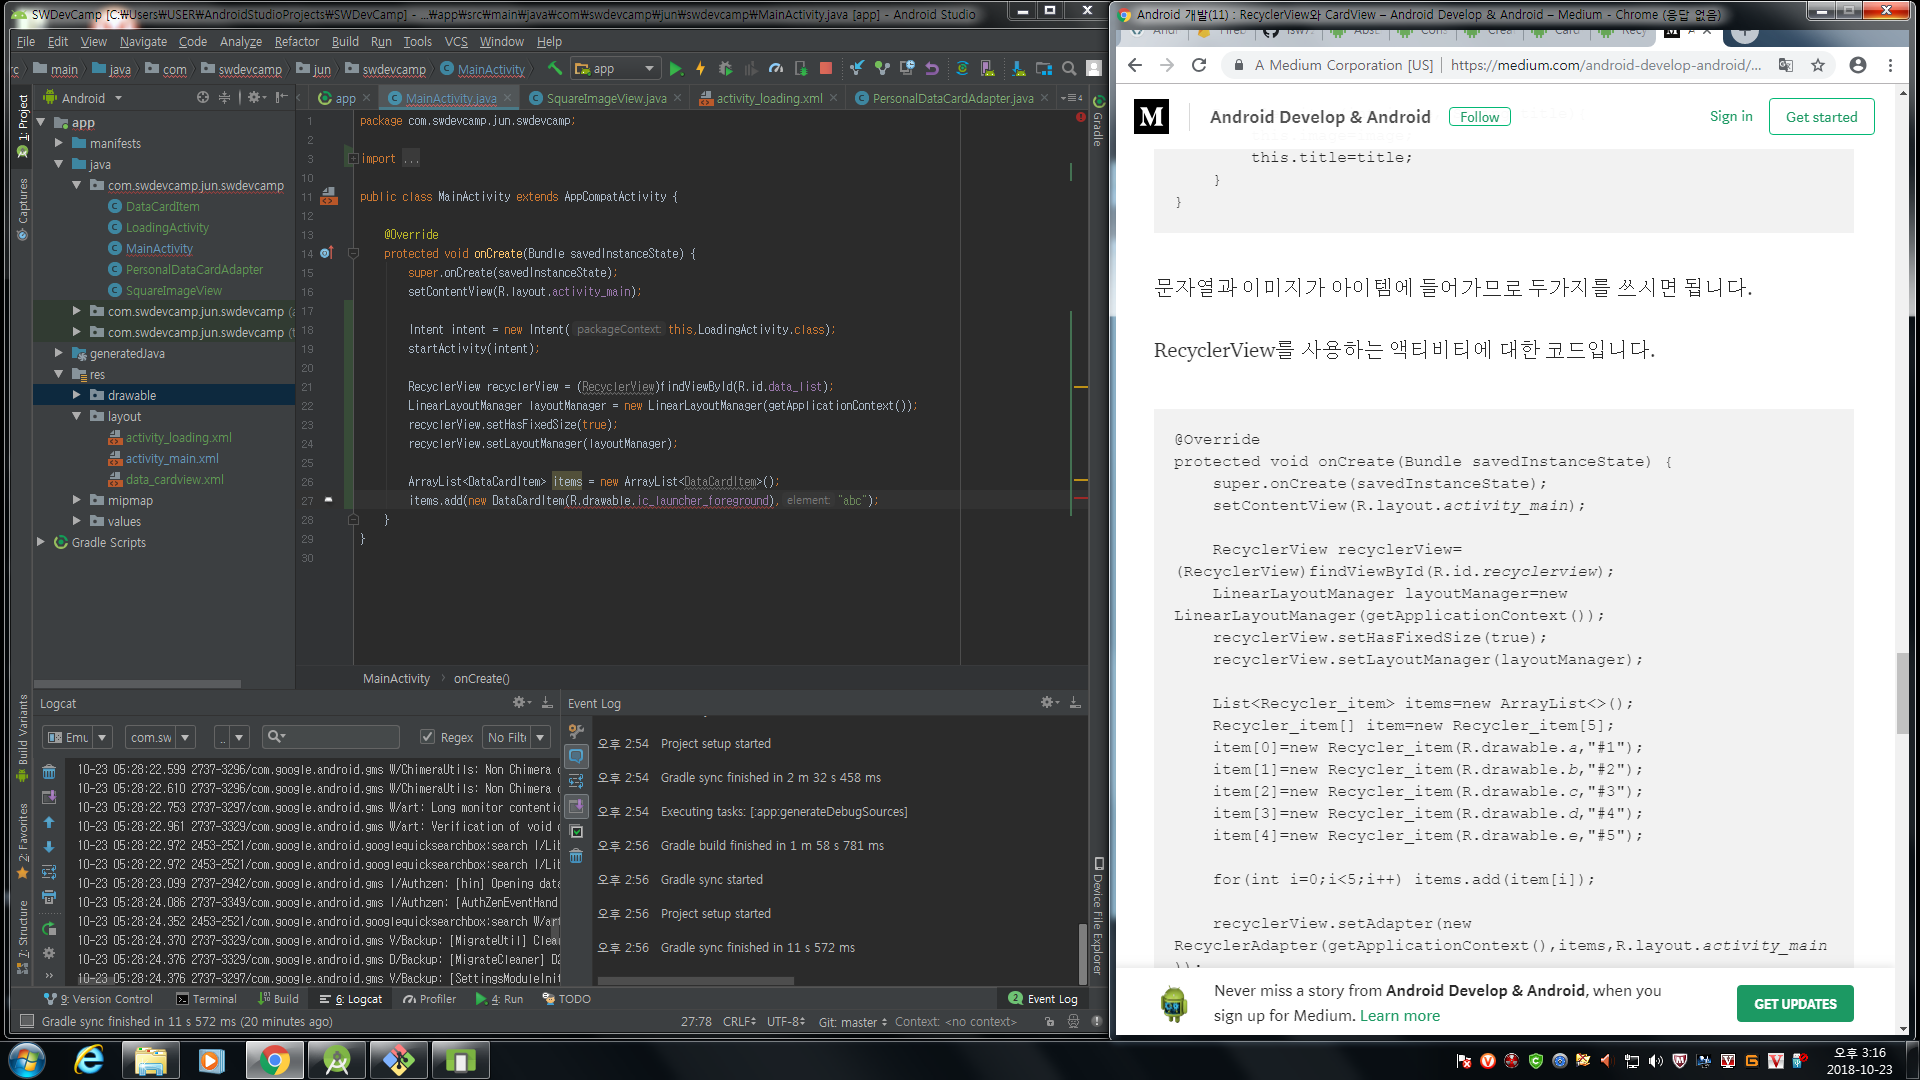 SWDevCamp [C:₩Users₩USER₩AndroidStudioProjects₩SWDevCamp] - ...₩app₩src₩main₩java₩com₩swdevcamp₩jun₩swdevcamp₩MainActivity.java [app] - Android Studio
File Edit View Navigate Code Analyze Refactor Build Run Tools VCS Window Help
main java com swdevcamp jun swdevcamp MainActivity app
Android
app MainActivity.java SquareImageView.java activity_loading.xml PersonalDataCardAdapter.java
1: Project
Captures
Build Variants
2: Favorites
7: Structure
app
manifests
java
com.swdevcamp.jun.swdevcamp
DataCardItem
LoadingActivity
MainActivity
PersonalDataCardAdapter
SquareImageView
com.swdevcamp.jun.swdevcamp
com.swdevcamp.jun.swdevcamp
generatedJava
res
drawable
layout
activity_loading.xml
activity_main.xml
data_cardview.xml
mipmap
values
Gradle Scripts
1 package com.swdevcamp.jun.swdevcamp;
2
3 import ...
10
11 public class MainActivity extends AppCompatActivity {
12
13 @Override
14 protected void onCreate(Bundle savedInstanceState) {
15 super.onCreate(savedInstanceState);
16 setContentView(R.layout.activity_main);
17
18 Intent intent = new Intent( packageContext: this,LoadingActivity.class);
19 startActivity(intent);
20
21 RecyclerView recyclerView = (RecyclerView)findViewById(R.id.data_list);
22 LinearLayoutManager layoutManager = new LinearLayoutManager(getApplicationContext());
23 recyclerView.setHasFixedSize(true);
24 recyclerView.setLayoutManager(layoutManager);
25
26 ArrayList<DataCardItem> items = new ArrayList<DataCardItem>();
27 items.add(new DataCardItem(R.drawable.ic_launcher_foreground), element: "abc");
28 }
29 }
30
MainActivity > onCreate()
Gradle
Device File Explorer
Logcat
Emu com.sw .. Regex No Filte
10-23 05:28:22.599 2737-3296/com.google.android.gms W/ChimeraUtils: Non Chimera c
10-23 05:28:22.610 2737-3296/com.google.android.gms W/ChimeraUtils: Non Chimera c
10-23 05:28:22.753 2737-3297/com.google.android.gms W/art: Long monitor contentic
10-23 05:28:22.961 2737-3329/com.google.android.gms W/art: Verification of void c
10-23 05:28:22.972 2453-2521/com.google.android.googlequicksearchbox:search I/Lib
10-23 05:28:22.972 2453-2521/com.google.android.googlequicksearchbox:search I/Lib
10-23 05:28:23.099 2737-2942/com.google.android.gms I/Authzen: [hin] Opening data
10-23 05:28:24.086 2737-3349/com.google.android.gms I/Authzen: [AuthZenEventHand
10-23 05:28:24.352 2453-2521/com.google.android.googlequicksearchbox:search W/art
10-23 05:28:24.370 2737-3329/com.google.android.gms V/Backup: [MigrateUtil] Clear
10-23 05:28:24.376 2737-3329/com.google.android.gms D/Backup: [MigrateCleaner] D2
10-23 05:28:24.376 2737-3297/com.google.android.gms V/Backup: [SettingsModuleInit
Event Log
오후 2:54 Project setup started
오후 2:54 Gradle sync finished in 2 m 32 s 458 ms
오후 2:54 Executing tasks: [:app:generateDebugSources]
오후 2:56 Gradle build finished in 1 m 58 s 781 ms
오후 2:56 Gradle sync started
오후 2:56 Project setup started
오후 2:56 Gradle sync finished in 11 s 572 ms
9: Version Control Terminal Build 6: Logcat Profiler 4: Run TODO 2 Event Log
Gradle sync finished in 11 s 572 ms (20 minutes ago) 27:78 CRLF UTF-8 Git: master Context: <no context>
Android 개발(11) : RecyclerView와 CardView – Android Develop & Android – Medium - Chrome (응답 없음)
A Medium Corporation [US] | https://medium.com/android-develop-android/...
M Android Develop & Android Follow Sign in Get started
this.title=title;
}
}
문자열과 이미지가 아이템에 들어가므로 두가지를 쓰시면 됩니다.
RecyclerView를 사용하는 액티비티에 대한 코드입니다.
@Override
protected void onCreate(Bundle savedInstanceState) {
super.onCreate(savedInstanceState);
setContentView(R.layout.activity_main);
RecyclerView recyclerView=
(RecyclerView)findViewById(R.id.recyclerview);
LinearLayoutManager layoutManager=new
LinearLayoutManager(getApplicationContext());
recyclerView.setHasFixedSize(true);
recyclerView.setLayoutManager(layoutManager);
List<Recycler_item> items=new ArrayList<>();
Recycler_item[] item=new Recycler_item[5];
item[0]=new Recycler_item(R.drawable.a,"#1");
item[1]=new Recycler_item(R.drawable.b,"#2");
item[2]=new Recycler_item(R.drawable.c,"#3");
item[3]=new Recycler_item(R.drawable.d,"#4");
item[4]=new Recycler_item(R.drawable.e,"#5");
for(int i=0;i<5;i++) items.add(item[i]);
recyclerView.setAdapter(new
RecyclerAdapter(getApplicationContext(),items,R.layout.activity_main
));
Never miss a story from Android Develop & Android, when you
sign up for Medium. Learn more
GET UPDATES
오후 3:16
2018-10-23